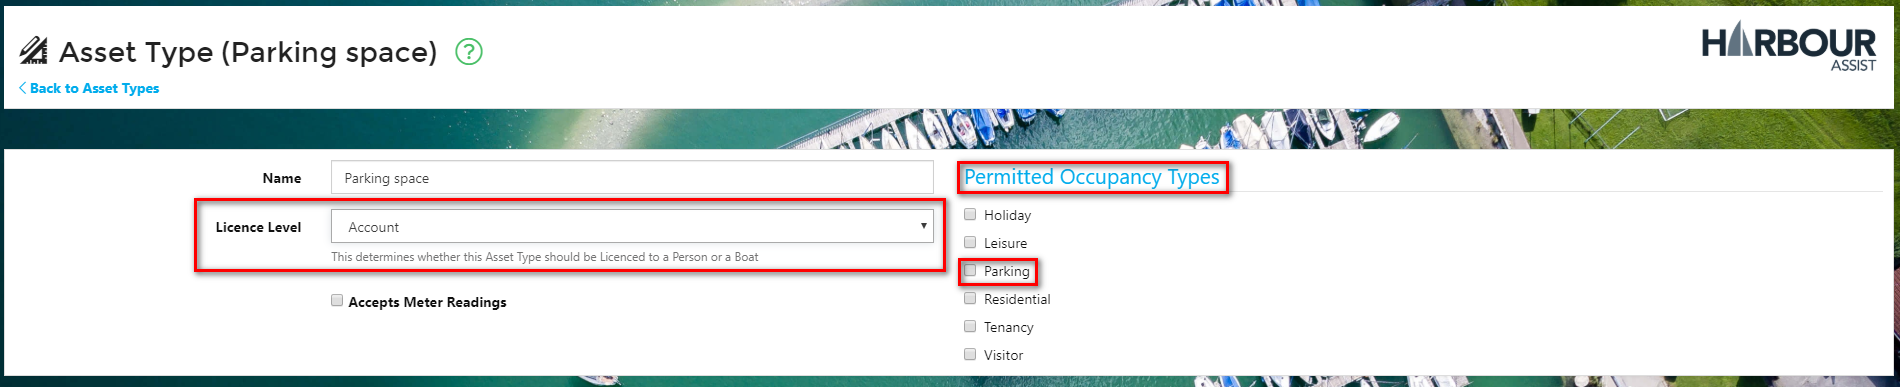 Asset Type (Parking space) ?
HARBOUR
ASSIST
Back to Asset Types
Name
Parking space
Licence Level
Account
This determines whether this Asset Type should be Licenced to a Person or a Boat
Accepts Meter Readings
Permitted Occupancy Types
Holiday
Leisure
Parking
Residential
Tenancy
Visitor